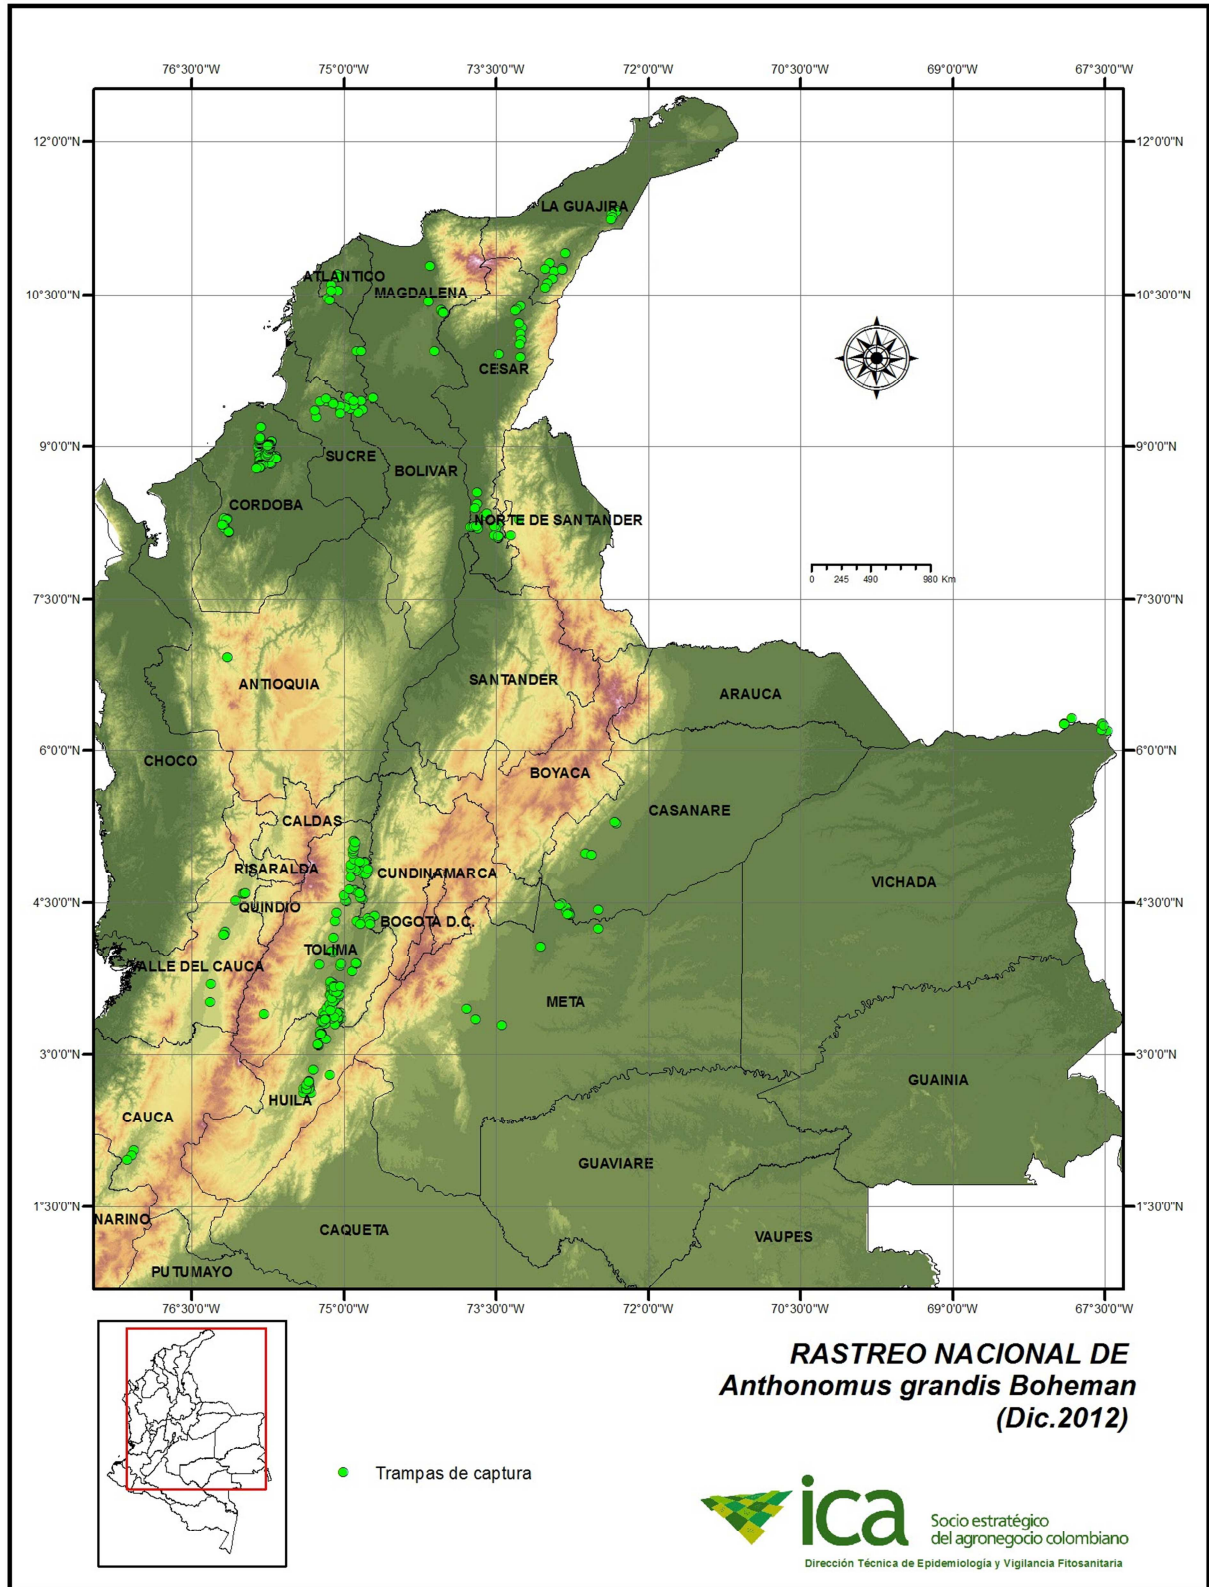 76°30'0"W 75°0'0"W 73°30'0"W 72°0'0"W 70°30'0"W 69°0'0"W 67°30'0"W
12°0'0"N 12°0'0"N
LA GUAJIRA
ATLANTICO
MAGDALENA
10°30'0"N 10°30'0"N
CESAR
9°0'0"N 9°0'0"N
SUCRE
BOLIVAR
CORDOBA
NORTE DE SANTANDER
0 245 490 980 Km
7°30'0"N 7°30'0"N
ANTIOQUIA
SANTANDER
ARAUCA
6°0'0"N 6°0'0"N
CHOCO
BOYACA
CASANARE
CALDAS
RISARALDA
CUNDINAMARCA
VICHADA
4°30'0"N 4°30'0"N
QUINDIO
BOGOTA D.C.
TOLIMA
ALLE DEL CAUCA
META
3°0'0"N 3°0'0"N
GUAINIA
HUILA
CAUCA
GUAVIARE
1°30'0"N 1°30'0"N
NARINO
CAQUETA
VAUPES
PUTUMAYO
76°30'0"W 75°0'0"W 73°30'0"W 72°0'0"W 70°30'0"W 69°0'0"W 67°30'0"W
RASTREO NACIONAL DE
Anthonomus grandis Boheman
(Dic.2012)
Trampas de captura
ica
Socio estratégico
del agronegocio colombiano
Dirección Técnica de Epidemiología y Vigilancia Fitosanitaria